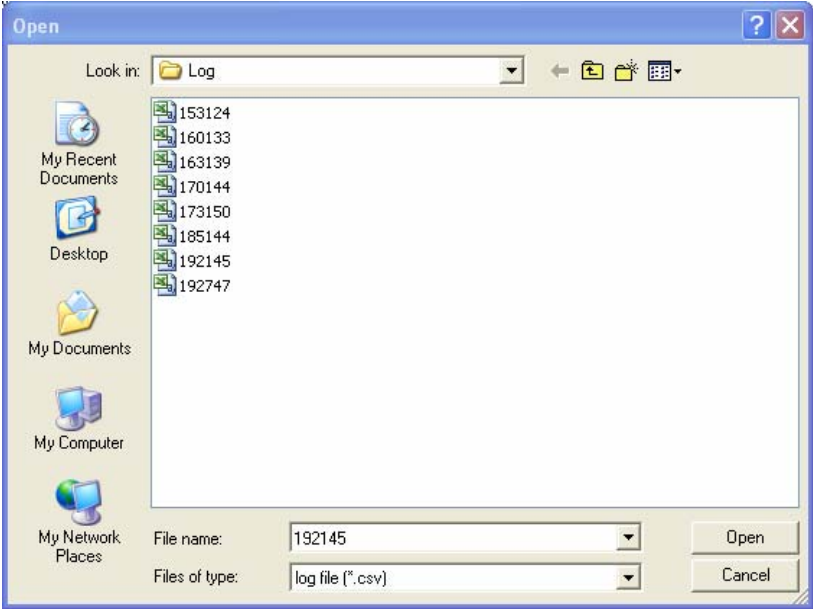 Open
Look in: Log
153124
160133
163139
170144
173150
185144
192145
192747
My Recent
Documents
Desktop
My Documents
My Computer
My Network
Places
File name: 192145 Open
Files of type: log file (*.csv) Cancel